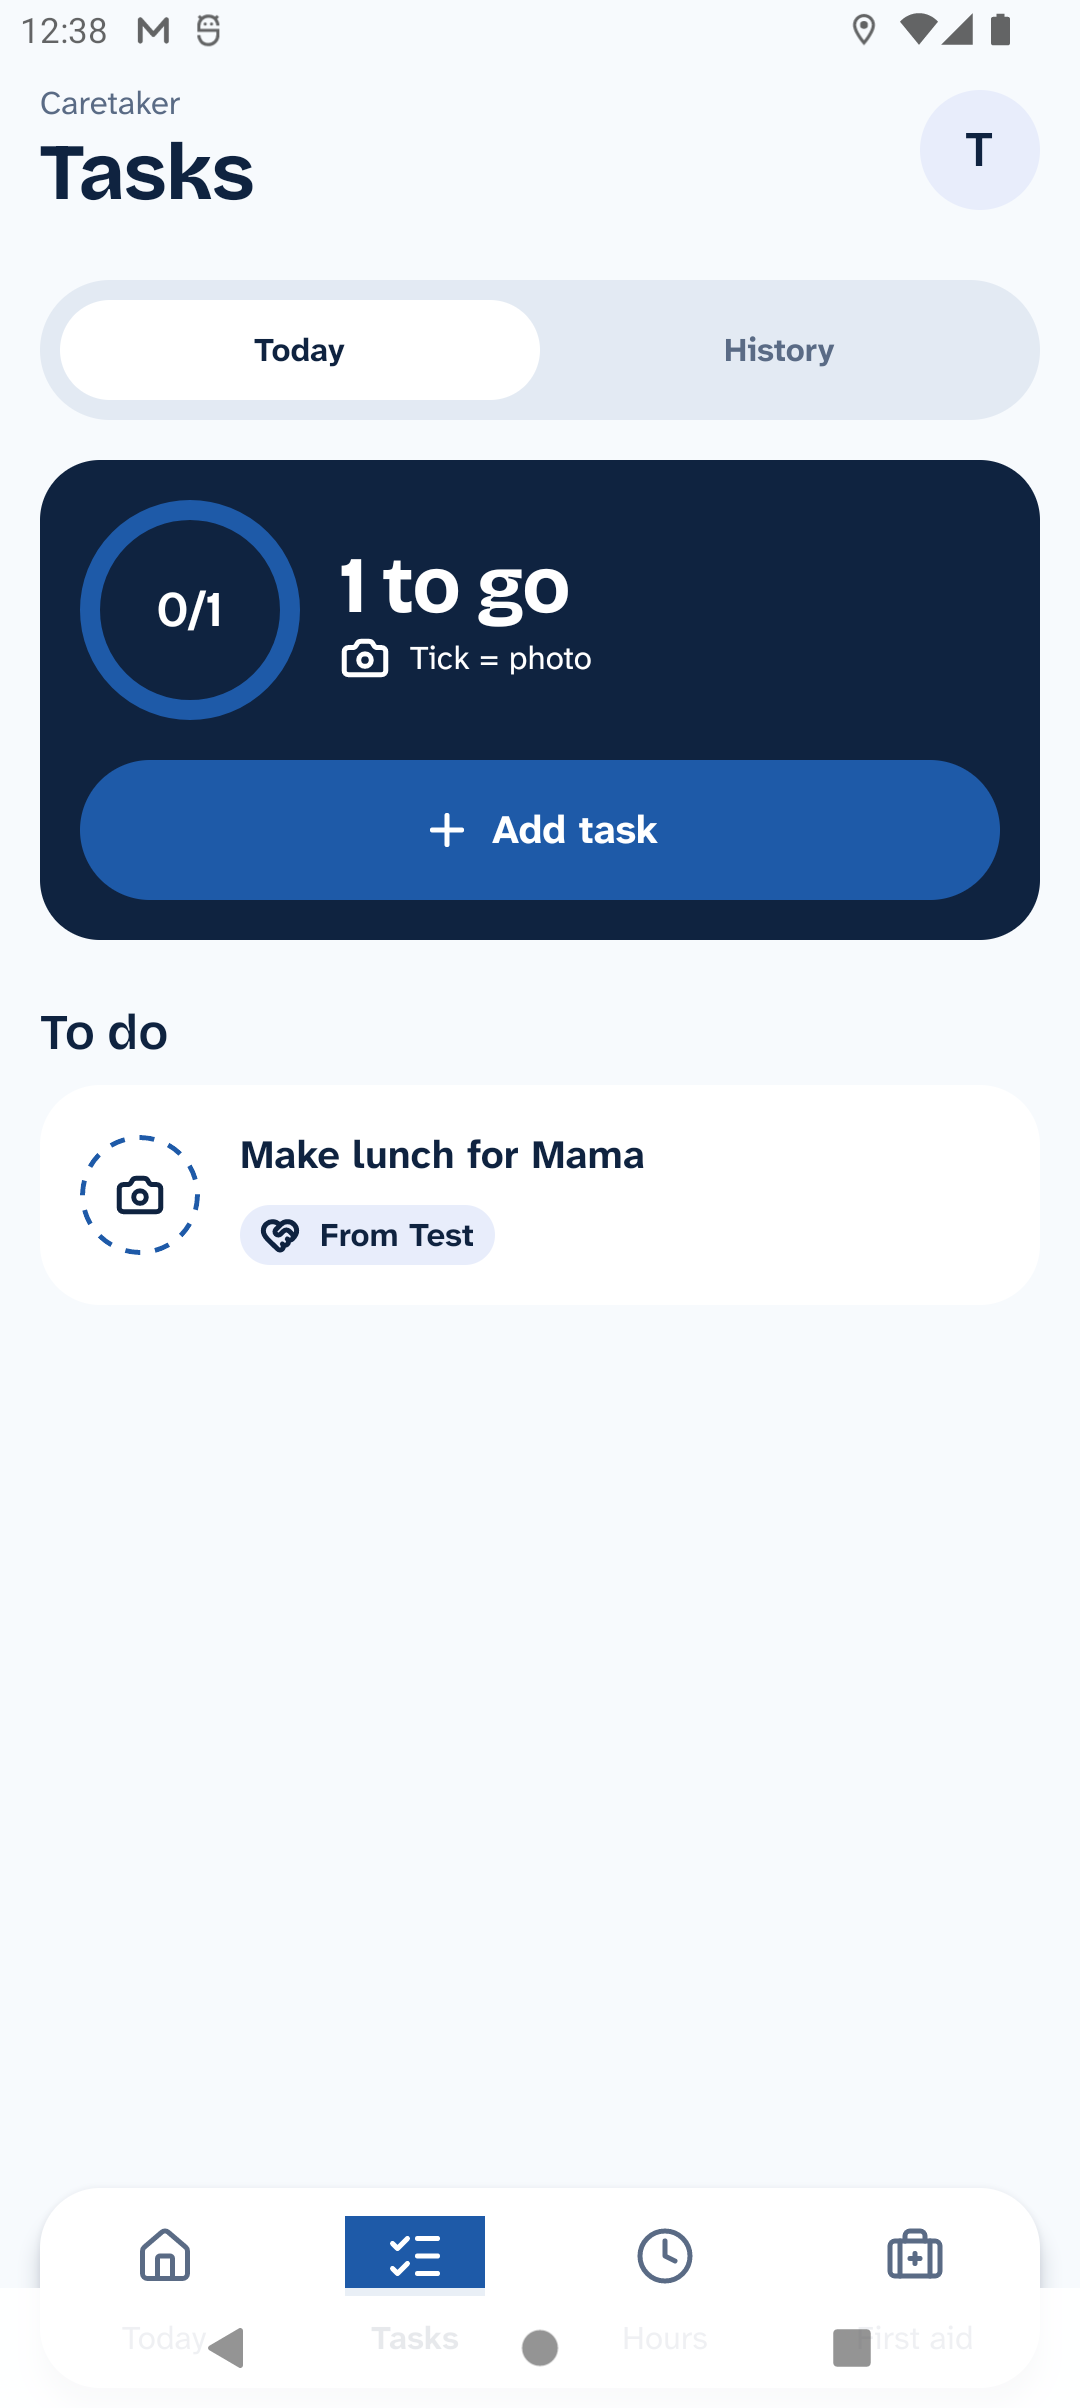 12:38
Caretaker
Tasks
T
Today
History
0/1
1 to go
Tick = photo
+ Add task
To do
Make lunch for Mama
From Test
Today
Tasks
Hours
First aid